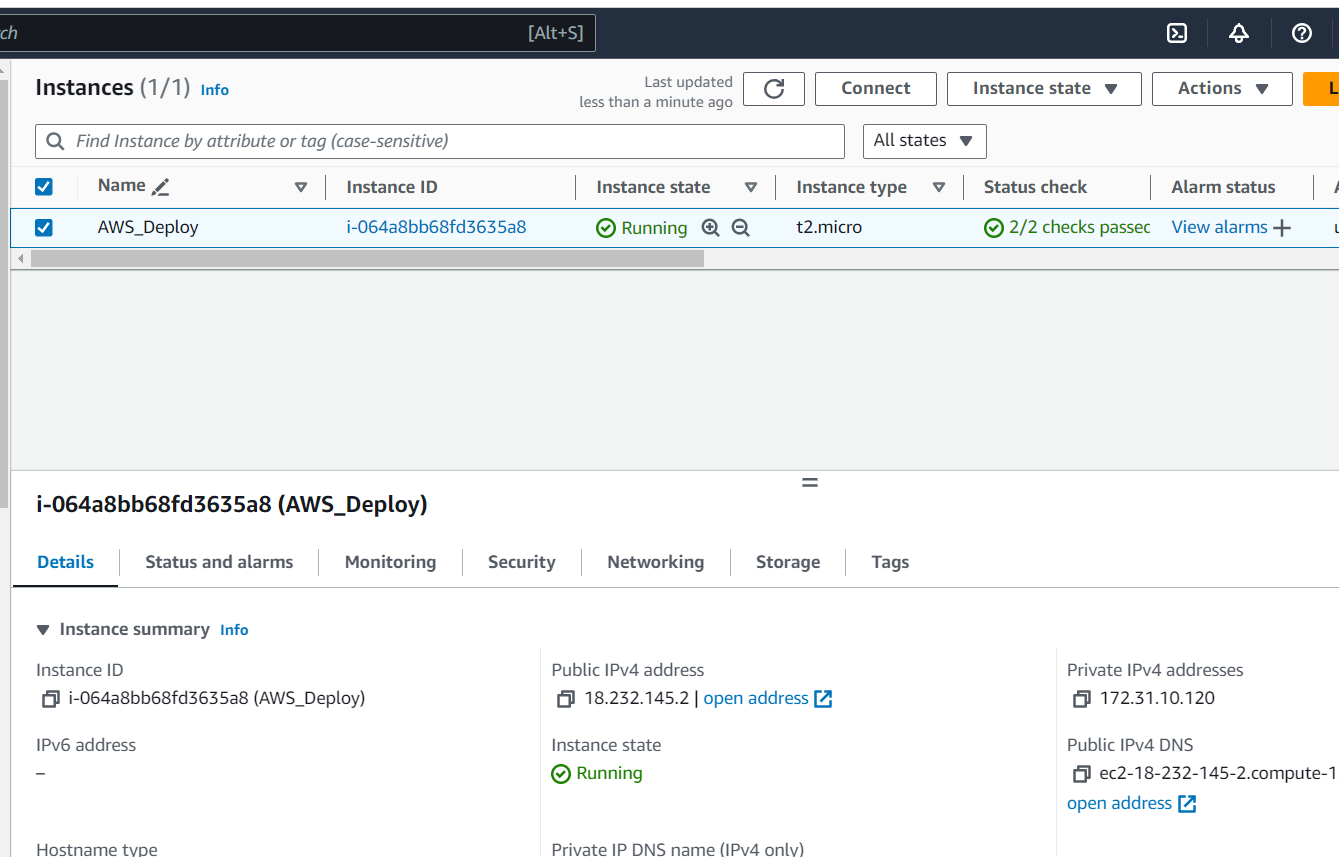 ch [Alt+S]
Instances (1/1) Info
Last updated
less than a minute ago
Connect
Instance state
Actions
L
Find Instance by attribute or tag (case-sensitive)
All states
Name Instance ID Instance state Instance type Status check Alarm status
AWS_Deploy i-064a8bb68fd3635a8 Running t2.micro 2/2 checks passed View alarms
i-064a8bb68fd3635a8 (AWS_Deploy)
Details Status and alarms Monitoring Security Networking Storage Tags
Instance summary Info
Instance ID
i-064a8bb68fd3635a8 (AWS_Deploy)
Public IPv4 address
18.232.145.2 | open address
Private IPv4 addresses
172.31.10.120
IPv6 address
–
Instance state
Running
Public IPv4 DNS
ec2-18-232-145-2.compute-1
open address
Hostname type
Private IP DNS name (IPv4 only)